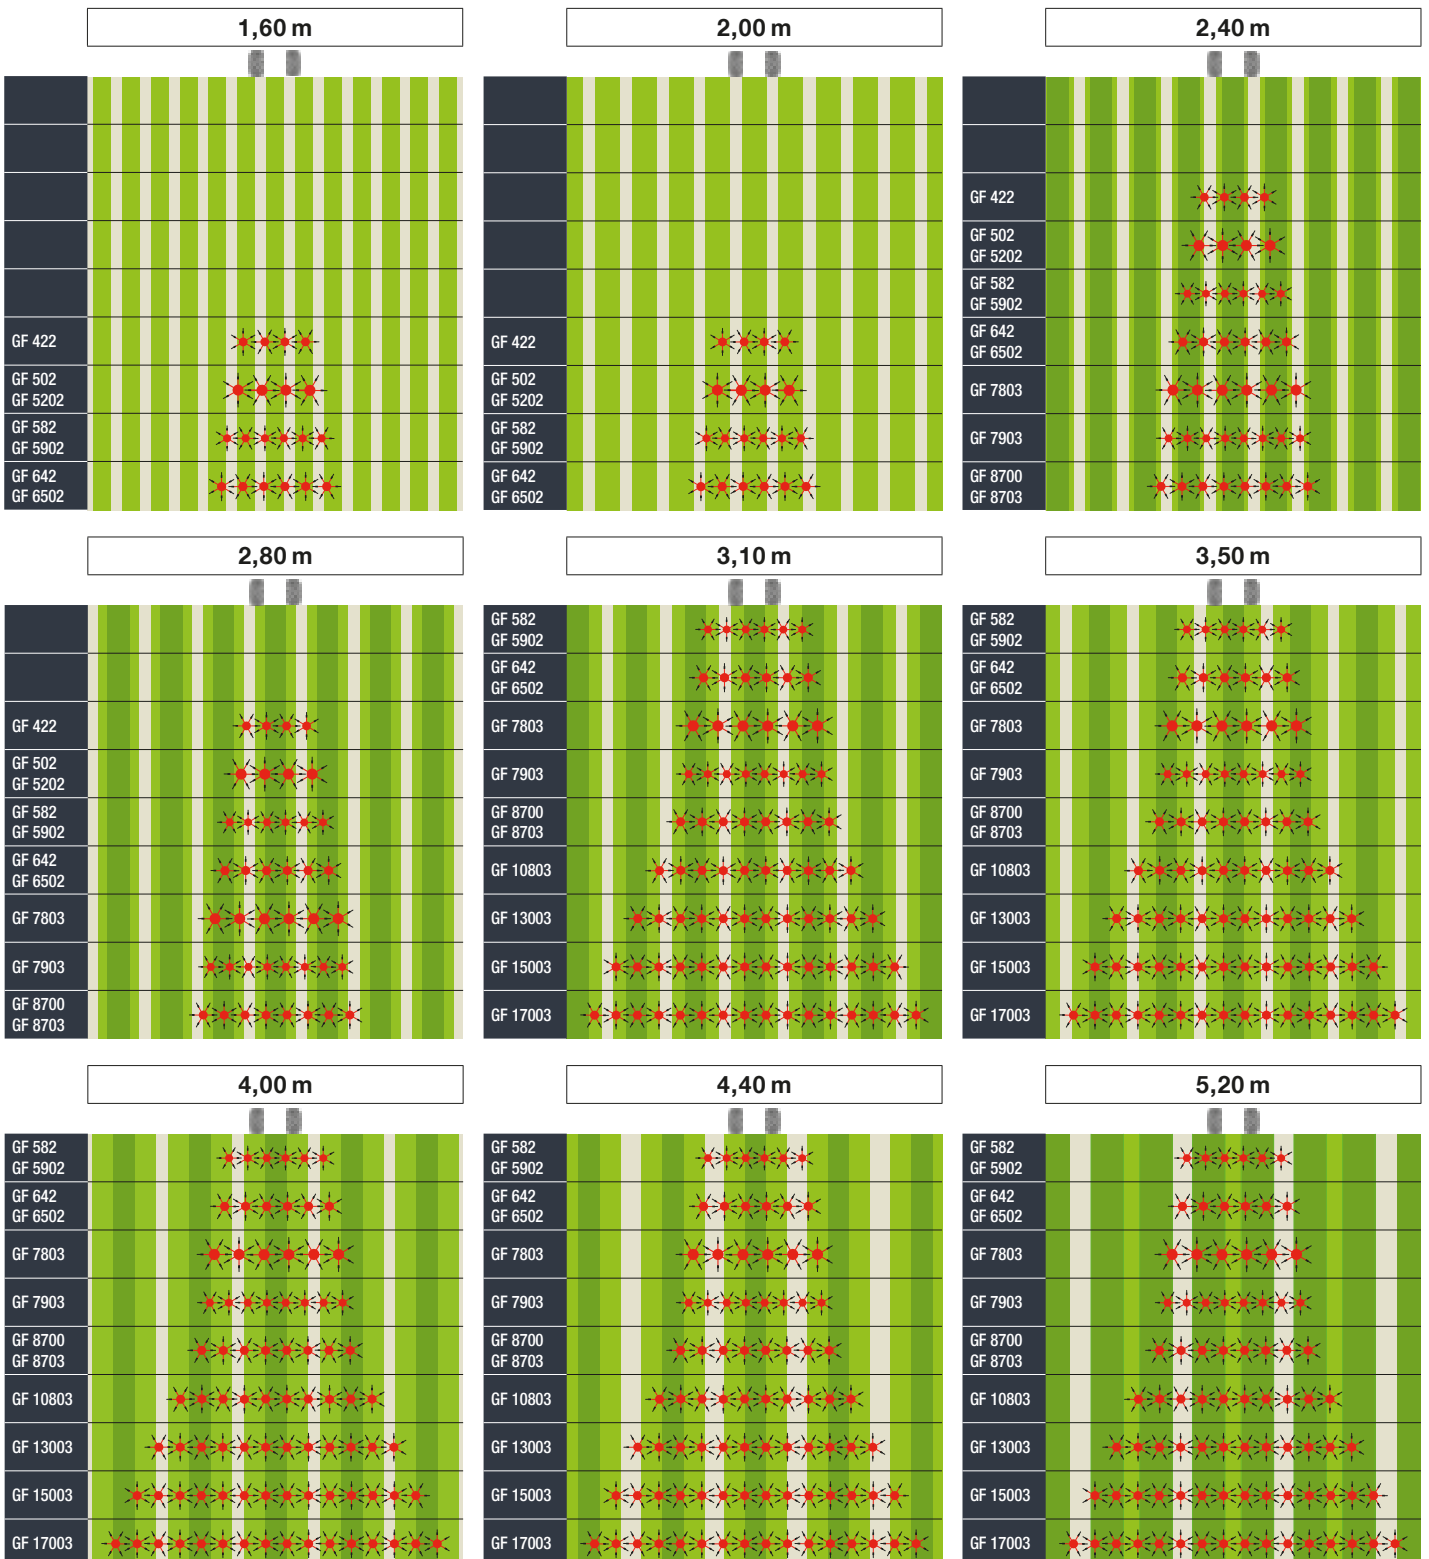 1,60 m
GF 422
GF 502
GF 5202
GF 582
GF 5902
GF 642
GF 6502
2,00 m
GF 422
GF 502
GF 5202
GF 582
GF 5902
GF 642
GF 6502
2,40 m
GF 422
GF 502
GF 5202
GF 582
GF 5902
GF 642
GF 6502
GF 7803
GF 7903
GF 8700
GF 8703
2,80 m
GF 422
GF 502
GF 5202
GF 582
GF 5902
GF 642
GF 6502
GF 7803
GF 7903
GF 8700
GF 8703
3,10 m
GF 582
GF 5902
GF 642
GF 6502
GF 7803
GF 7903
GF 8700
GF 8703
GF 10803
GF 13003
GF 15003
GF 17003
3,50 m
GF 582
GF 5902
GF 642
GF 6502
GF 7803
GF 7903
GF 8700
GF 8703
GF 10803
GF 13003
GF 15003
GF 17003
4,00 m
GF 582
GF 5902
GF 642
GF 6502
GF 7803
GF 7903
GF 8700
GF 8703
GF 10803
GF 13003
GF 15003
GF 17003
4,40 m
GF 582
GF 5902
GF 642
GF 6502
GF 7803
GF 7903
GF 8700
GF 8703
GF 10803
GF 13003
GF 15003
GF 17003
5,20 m
GF 582
GF 5902
GF 642
GF 6502
GF 7803
GF 7903
GF 8700
GF 8703
GF 10803
GF 13003
GF 15003
GF 17003